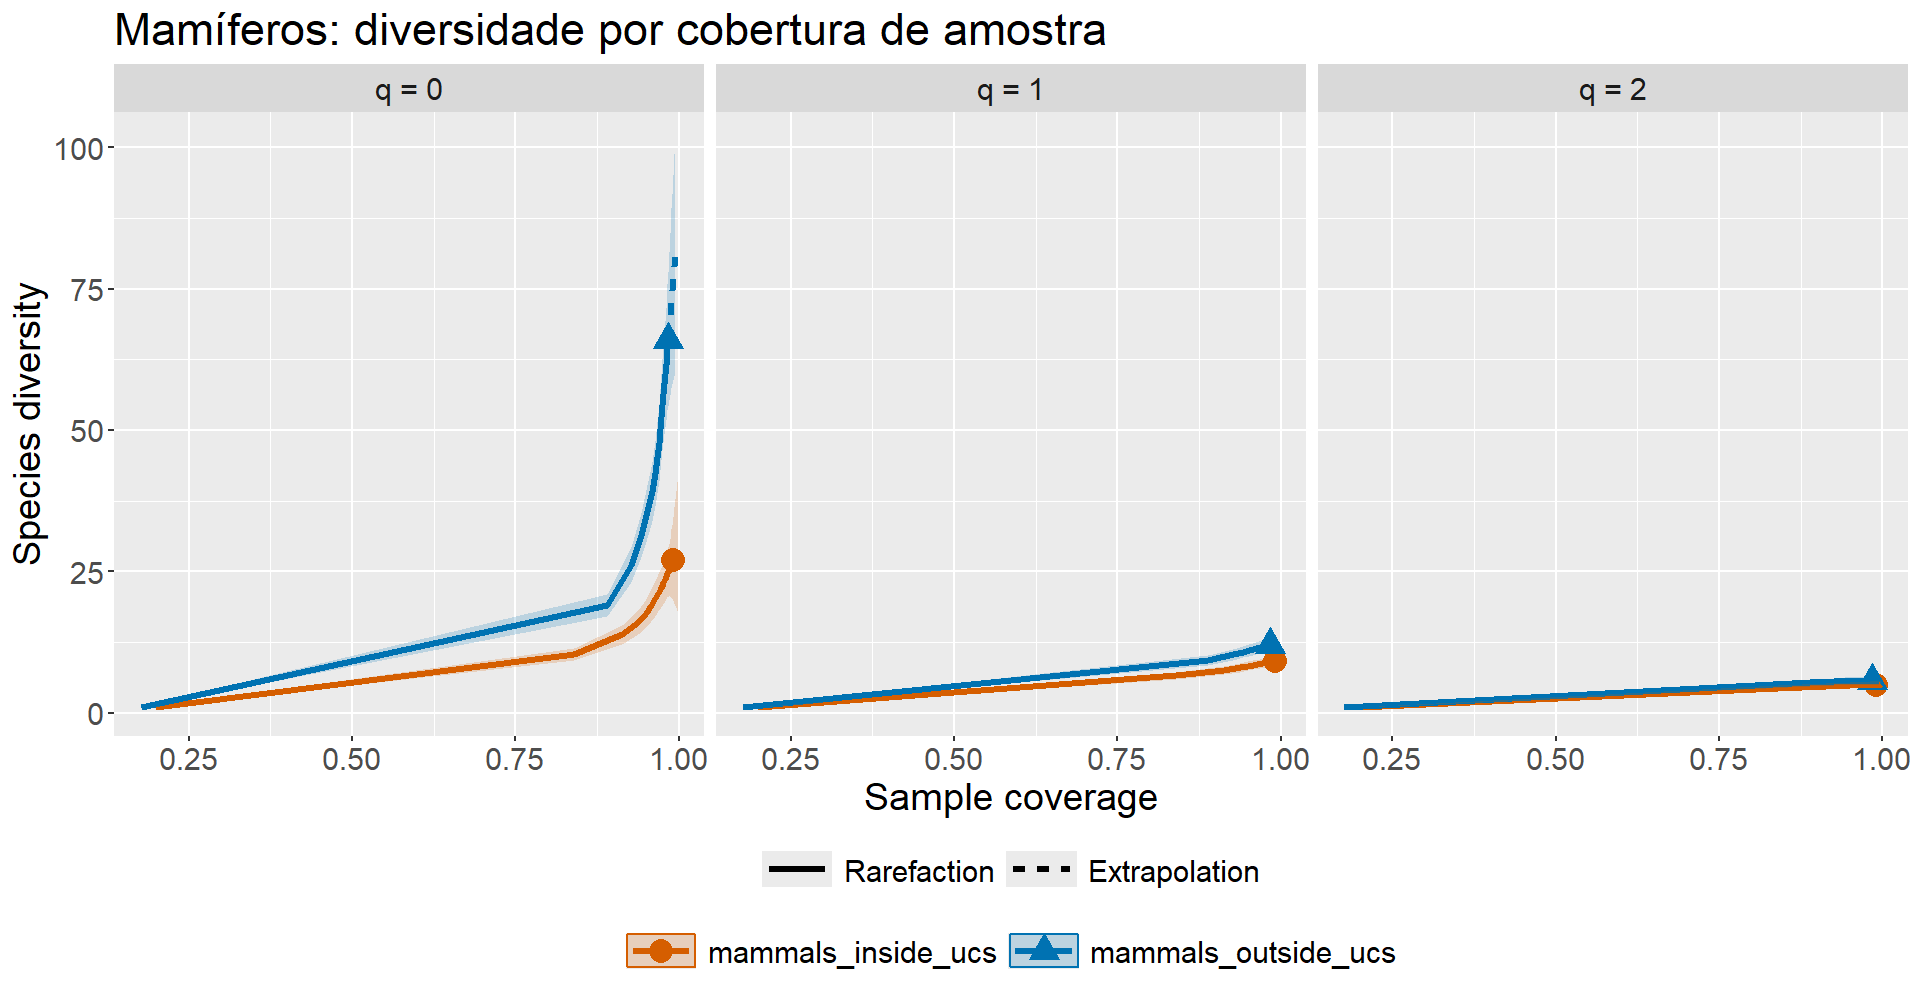 Mamíferos: diversidade por cobertura de amostra
q = 0
q = 1
q = 2
Species diversity
100
75
50
25
0
0.25 0.50 0.75 1.00
0.25 0.50 0.75 1.00
0.25 0.50 0.75 1.00
Sample coverage
Rarefaction Extrapolation
mammals_inside_ucs mammals_outside_ucs